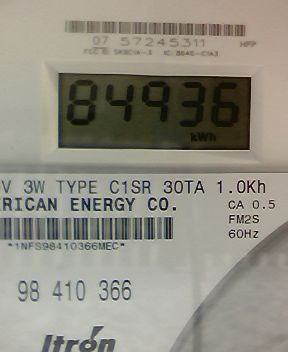 07 57245311 HPP
84936
kWh
V 3W TYPE C1SR 30TA 1.0Kh
RICAN ENERGY CO.
CA 0.5
FM2S
60Hz
*1NFS98410366MEC*
98 410 366
Itron